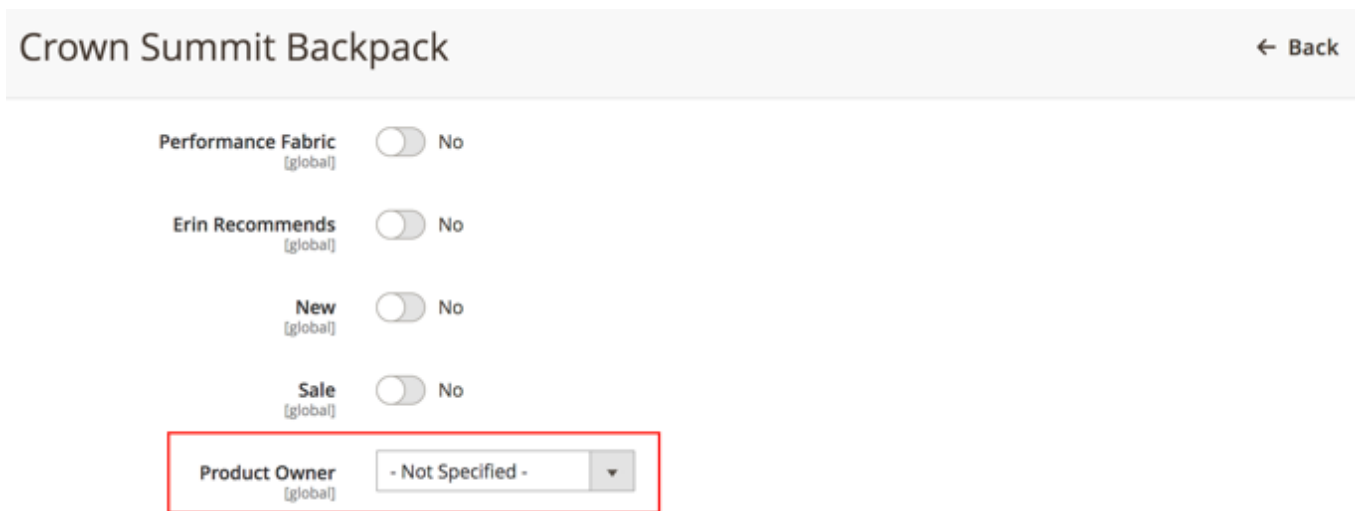 Crown Summit Backpack
← Back
Performance Fabric
[global]
No
Erin Recommends
[global]
No
New
[global]
No
Sale
[global]
No
Product Owner
[global]
- Not Specified -